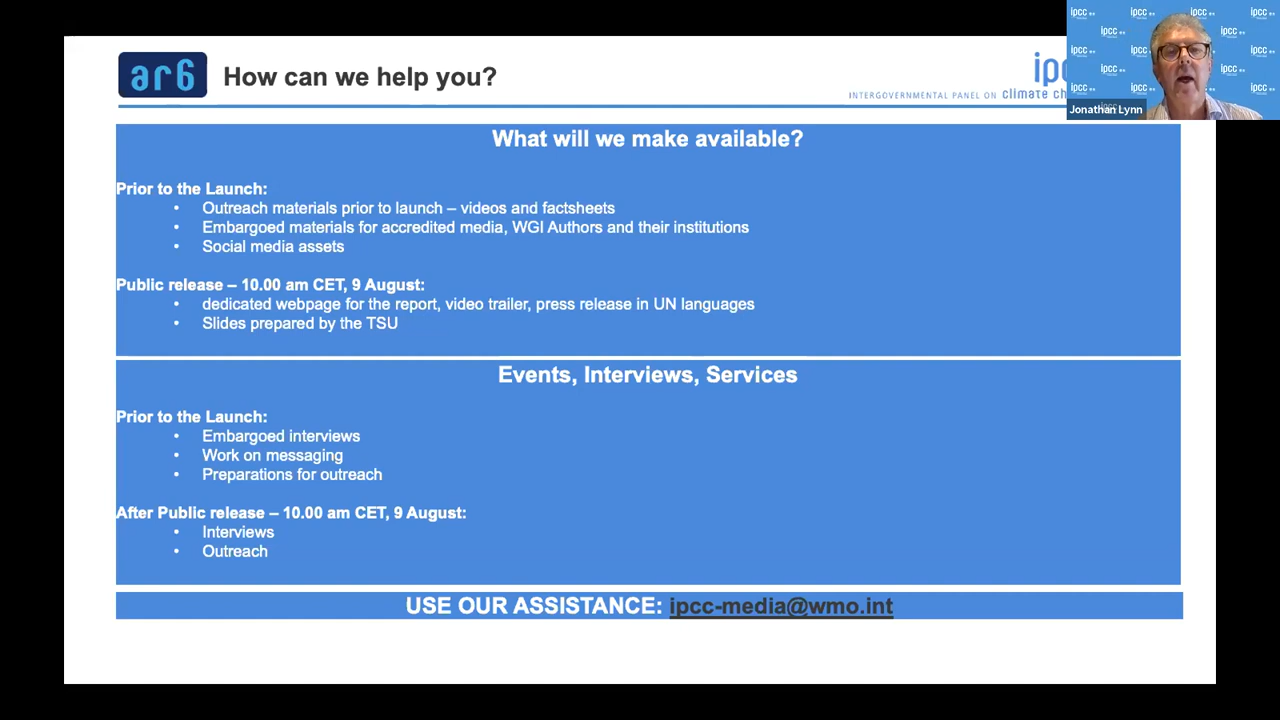 ar6
How can we help you?
ipc
INTERGOVERNMENTAL PANEL ON climate ch
Jonathan Lynn
What will we make available?
Prior to the Launch:
• Outreach materials prior to launch – videos and factsheets
• Embargoed materials for accredited media, WGI Authors and their institutions
• Social media assets
Public release – 10.00 am CET, 9 August:
• dedicated webpage for the report, video trailer, press release in UN languages
• Slides prepared by the TSU
Events, Interviews, Services
Prior to the Launch:
• Embargoed interviews
• Work on messaging
• Preparations for outreach
After Public release – 10.00 am CET, 9 August:
• Interviews
• Outreach
USE OUR ASSISTANCE: ipcc-media@wmo.int